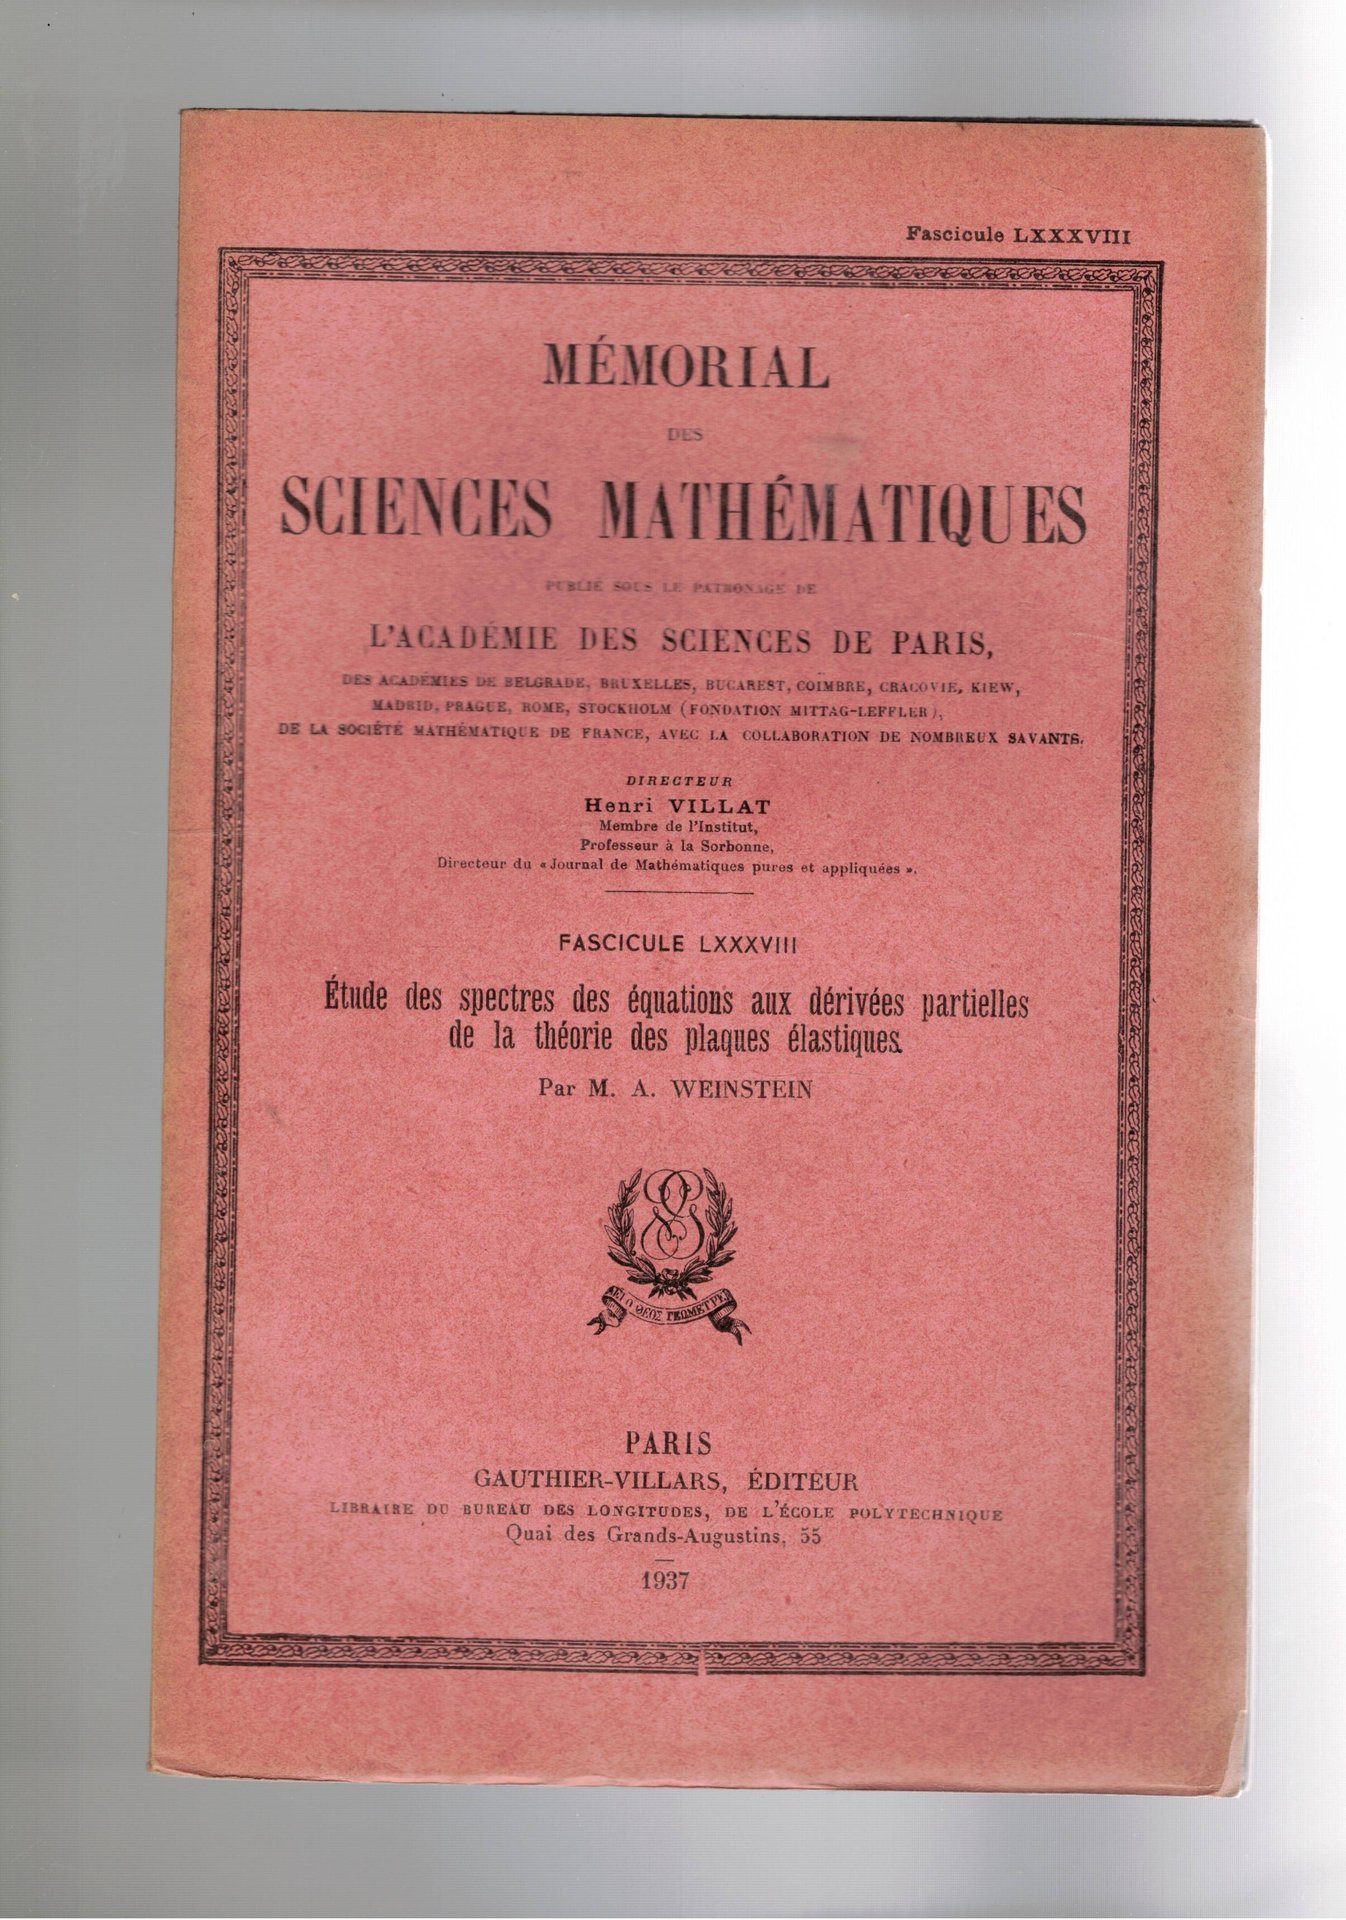 Fascicule LXXXVIII
MÉMORIAL
DES
SCIENCES MATHÉMATIQUES
PUBLIÉ SOUS LE PATRONAGE DE
L'ACADÉMIE DES SCIENCES DE PARIS,
DES ACADÉMIES DE BELGRADE, BRUXELLES, BUCAREST, COÏMBRE, CRACOVIE, KIEW,
MADRID, PRAGUE, ROME, STOCKHOLM (FONDATION MITTAG-LEFFLER),
DE LA SOCIÉTÉ MATHÉMATIQUE DE FRANCE, AVEC LA COLLABORATION DE NOMBREUX SAVANTS.
DIRECTEUR
Henri VILLAT
Membre de l'Institut,
Professeur à la Sorbonne,
Directeur du « Journal de Mathématiques pures et appliquées ».
FASCICULE LXXXVIII
Étude des spectres des équations aux dérivées partielles
de la théorie des plaques élastiques
Par M. A. WEINSTEIN
ΑΕΙ Ο ΘΕΟΣ ΓΕΩΜΕΤΡΕΙ
PARIS
GAUTHIER-VILLARS, ÉDITEUR
LIBRAIRE DU BUREAU DES LONGITUDES, DE L'ÉCOLE POLYTECHNIQUE
Quai des Grands-Augustins, 55
1937